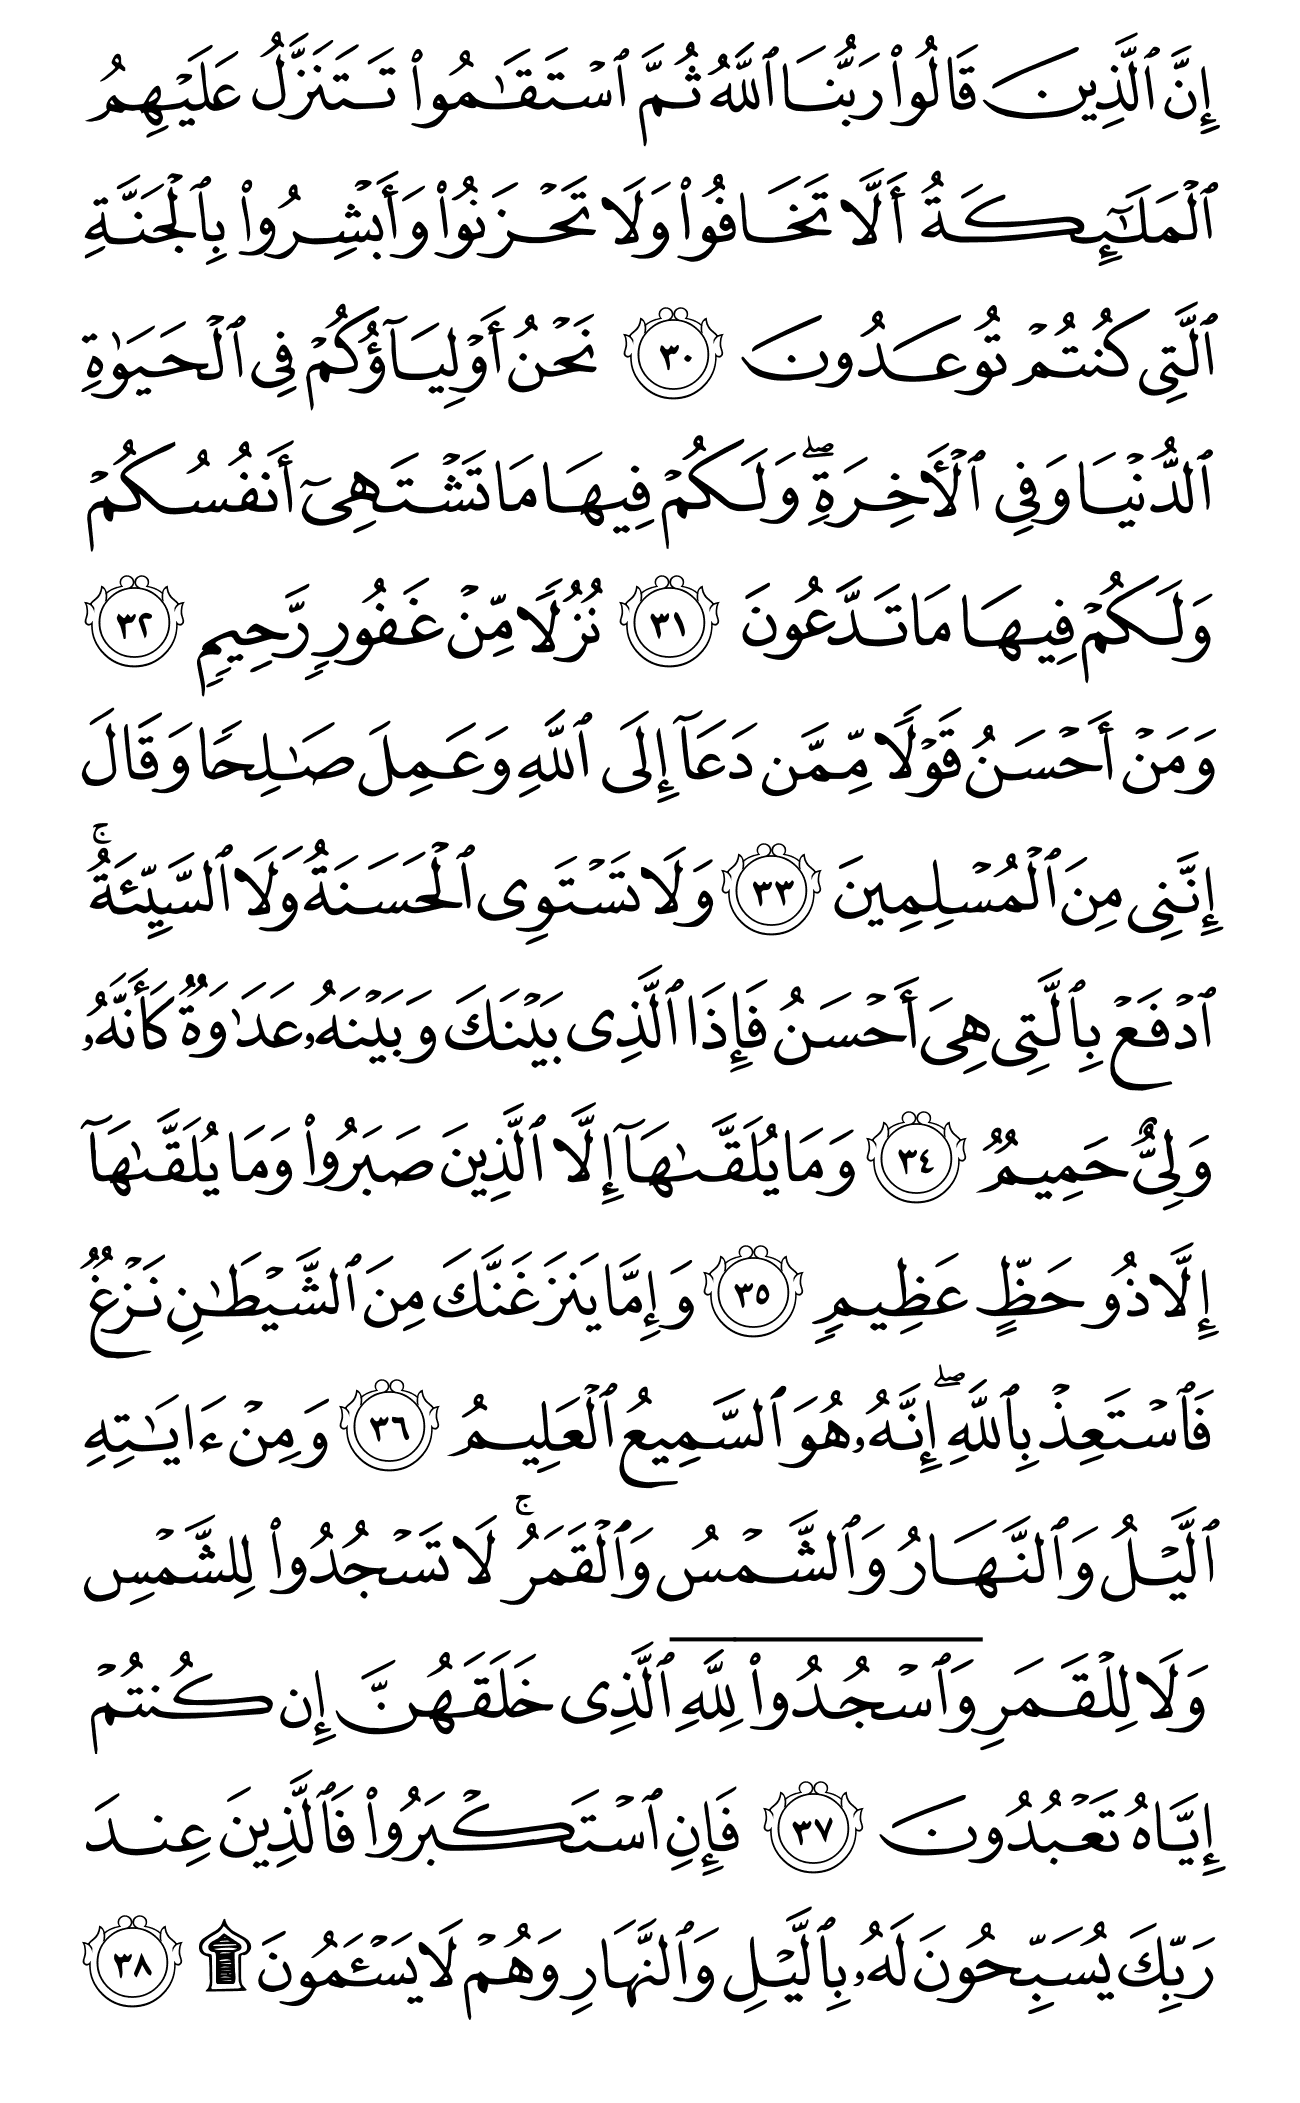 إِنَّ ٱلَّذِينَ قَالُوا۟ رَبُّنَا ٱللَّهُ ثُمَّ ٱسْتَقَـٰمُوا۟ تَتَنَزَّلُ عَلَيْهِمُ
ٱلْمَلَـٰٓئِكَةُ أَلَّا تَخَافُوا۟ وَلَا تَحْزَنُوا۟ وَأَبْشِرُوا۟ بِٱلْجَنَّةِ
ٱلَّتِى كُنتُمْ تُوعَدُونَ ٣٠ نَحْنُ أَوْلِيَآؤُكُمْ فِى ٱلْحَيَوٰةِ
ٱلدُّنْيَا وَفِى ٱلْـَٔاخِرَةِ ۖ وَلَكُمْ فِيهَا مَا تَشْتَهِىٓ أَنفُسُكُمْ
وَلَكُمْ فِيهَا مَا تَدَّعُونَ ٣١ نُزُلًا مِّنْ غَفُورٍ رَّحِيمٍ ٣٢
وَمَنْ أَحْسَنُ قَوْلًا مِّمَّن دَعَآ إِلَى ٱللَّهِ وَعَمِلَ صَـٰلِحًا وَقَالَ
إِنَّنِى مِنَ ٱلْمُسْلِمِينَ ٣٣ وَلَا تَسْتَوِى ٱلْحَسَنَةُ وَلَا ٱلسَّيِّئَةُ ۚ
ٱدْفَعْ بِٱلَّتِى هِىَ أَحْسَنُ فَإِذَا ٱلَّذِى بَيْنَكَ وَبَيْنَهُۥ عَدَٰوَةٌ كَأَنَّهُۥ
وَلِىٌّ حَمِيمٌ ٣٤ وَمَا يُلَقَّىٰهَآ إِلَّا ٱلَّذِينَ صَبَرُوا۟ وَمَا يُلَقَّىٰهَآ
إِلَّا ذُو حَظٍّ عَظِيمٍ ٣٥ وَإِمَّا يَنزَغَنَّكَ مِنَ ٱلشَّيْطَـٰنِ نَزْغٌ
فَٱسْتَعِذْ بِٱللَّهِ ۖ إِنَّهُۥ هُوَ ٱلسَّمِيعُ ٱلْعَلِيمُ ٣٦ وَمِنْ ءَايَـٰتِهِ
ٱلَّيْلُ وَٱلنَّهَارُ وَٱلشَّمْسُ وَٱلْقَمَرُ ۚ لَا تَسْجُدُوا۟ لِلشَّمْسِ
وَلَا لِلْقَمَرِ وَٱسْجُدُوا۟ لِلَّهِ ٱلَّذِى خَلَقَهُنَّ إِن كُنتُمْ
إِيَّاهُ تَعْبُدُونَ ٣٧ فَإِنِ ٱسْتَكْبَرُوا۟ فَٱلَّذِينَ عِندَ
رَبِّكَ يُسَبِّحُونَ لَهُۥ بِٱلَّيْلِ وَٱلنَّهَارِ وَهُمْ لَا يَسْـَٔمُونَ ۩ ٣٨